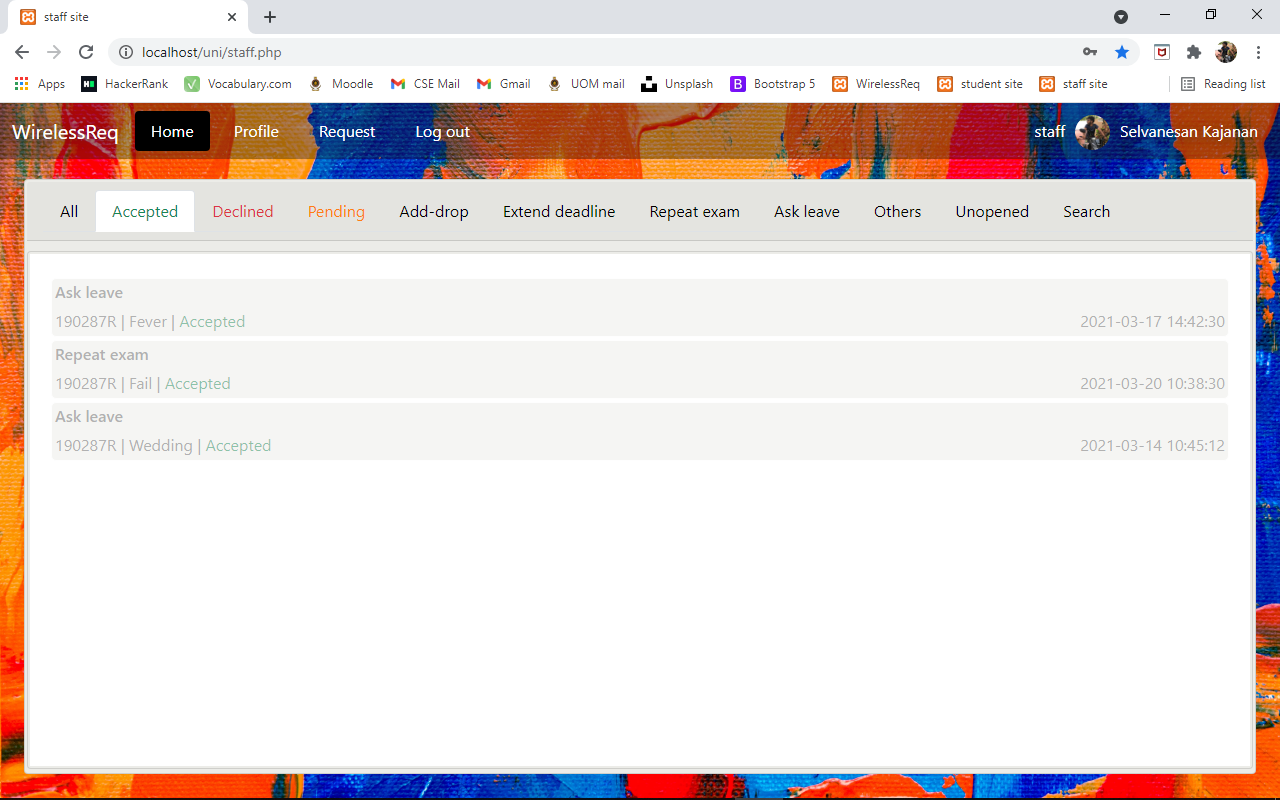 staff site
localhost/uni/staff.php
Apps HackerRank Vocabulary.com Moodle CSE Mail Gmail UOM mail Unsplash Bootstrap 5 WirelessReq student site staff site Reading list
WirelessReq Home Profile Request Log out staff Selvanesan Kajanan
All Accepted Declined Pending Add-drop Extend deadline Repeat exam Ask leave Others Unopened Search
Ask leave
190287R | Fever | Accepted 2021-03-17 14:42:30
Repeat exam
190287R | Fail | Accepted 2021-03-20 10:38:30
Ask leave
190287R | Wedding | Accepted 2021-03-14 10:45:12